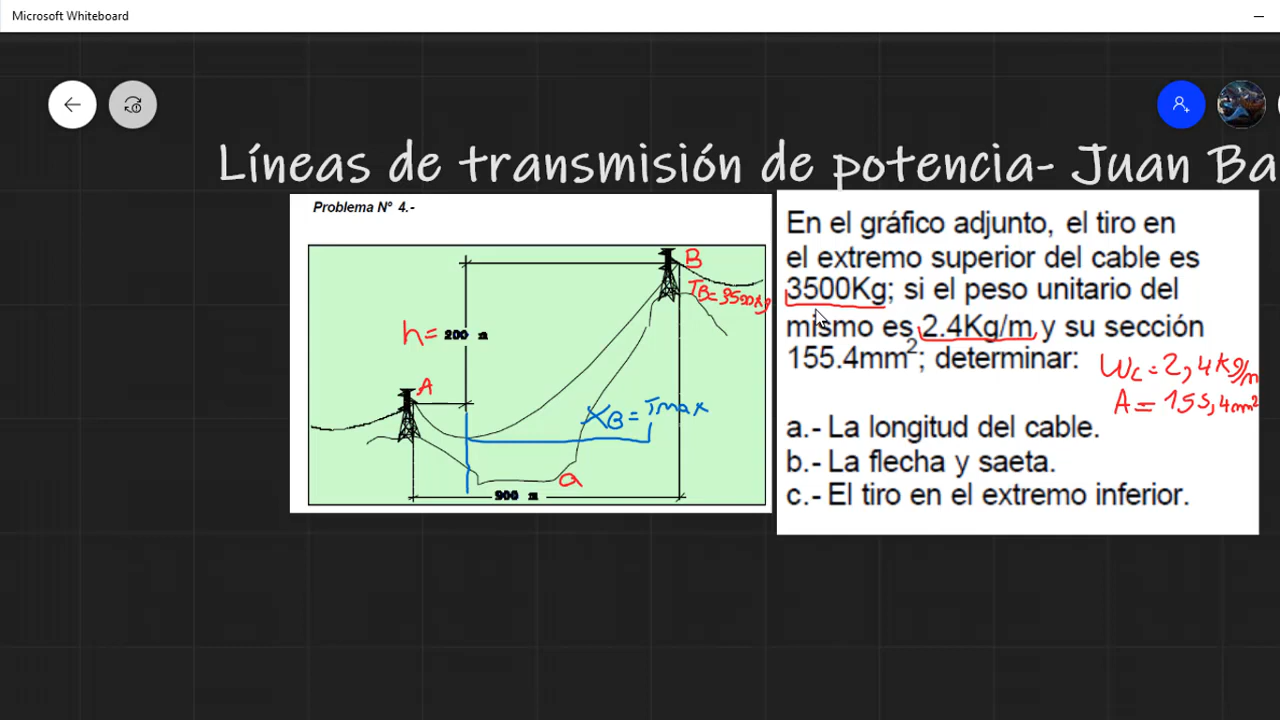 Microsoft Whiteboard
Líneas de transmisión de potencia- Juan Ba
Problema N° 4.-
B
TB=3500kg
h= 200 m
A
XB = Tmax
a
900 m
En el gráfico adjunto, el tiro en
el extremo superior del cable es
3500Kg; si el peso unitario del
mismo es 2.4Kg/m y su sección
155.4mm²; determinar:
Wc = 2,4kg/m
A = 155,4mm²
a.- La longitud del cable.
b.- La flecha y saeta.
c.- El tiro en el extremo inferior.